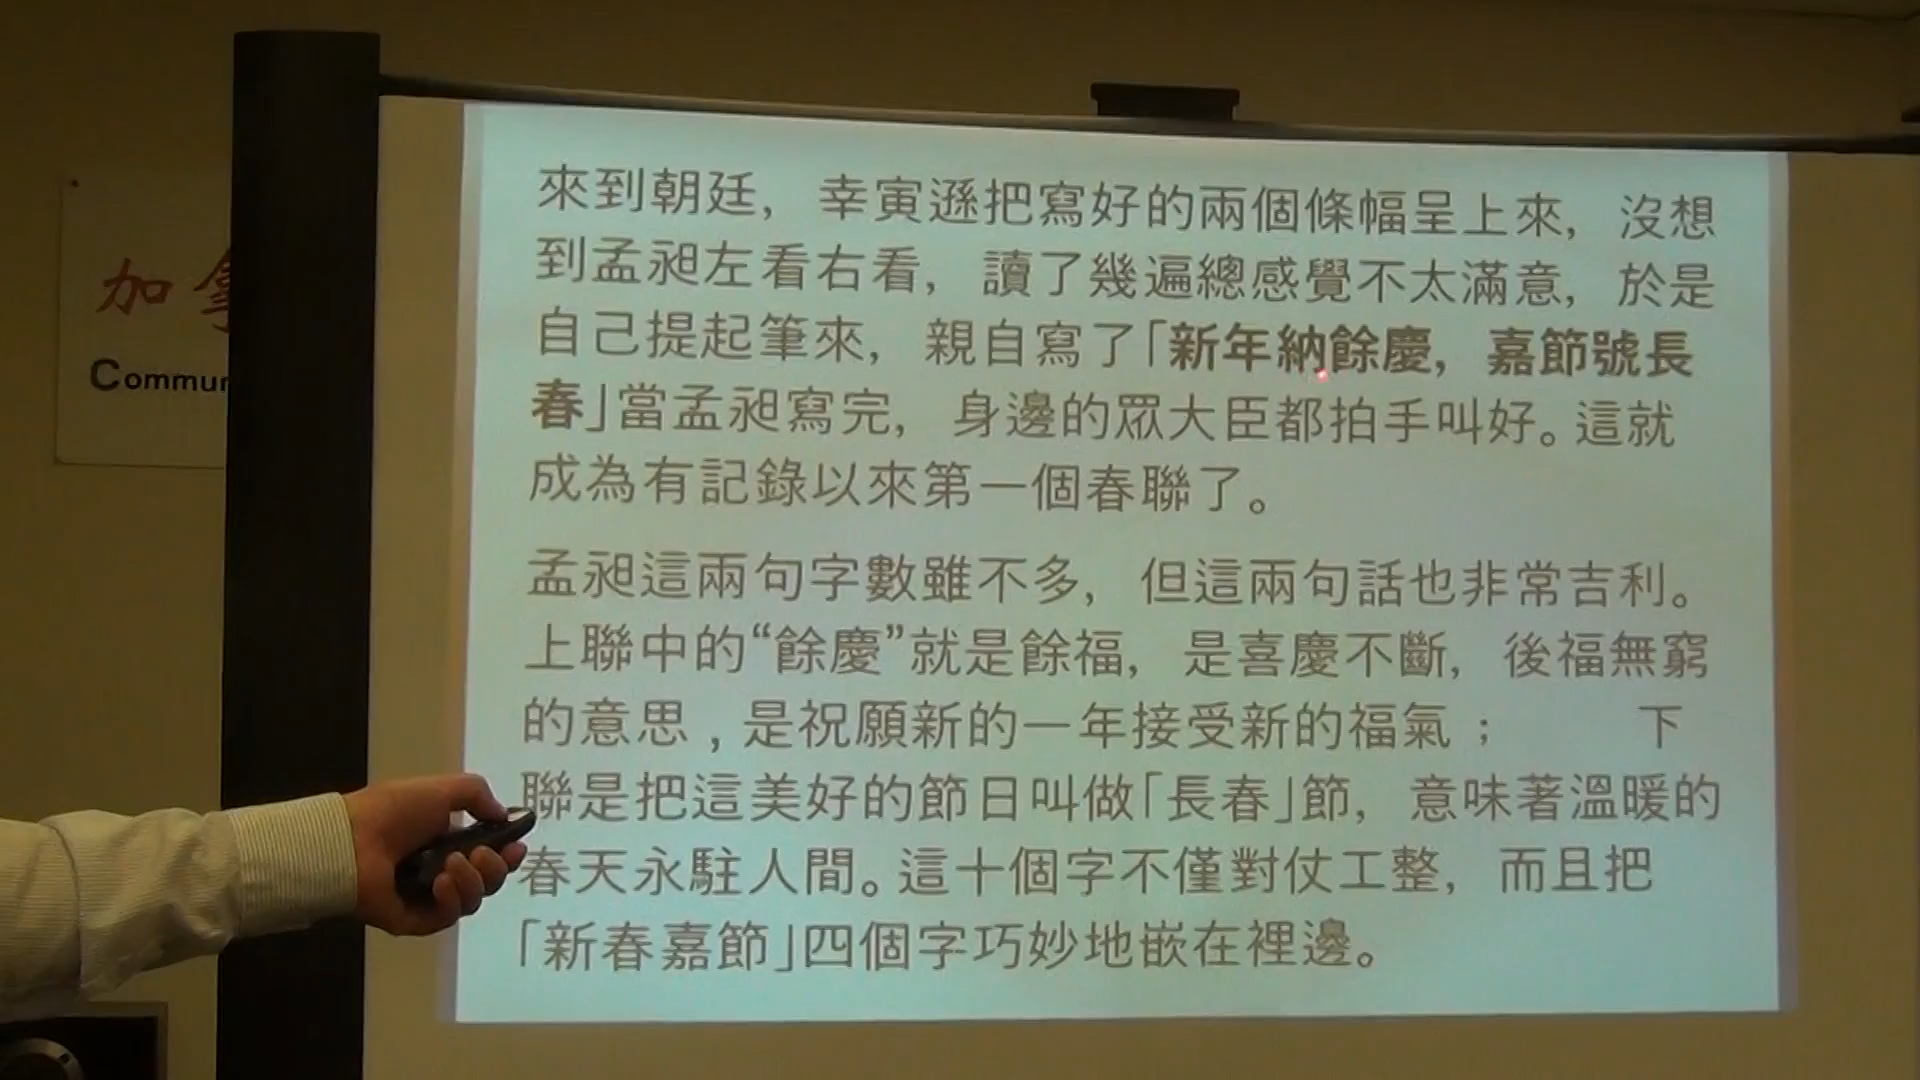 加拿
Commun
來到朝廷，幸寅遜把寫好的兩個條幅呈上來，沒想
到孟昶左看右看，讀了幾遍總感覺不太滿意，於是
自己提起筆來，親自寫了「新年納餘慶，嘉節號長
春」當孟昶寫完，身邊的眾大臣都拍手叫好。這就
成為有記錄以來第一個春聯了。
孟昶這兩句字數雖不多，但這兩句話也非常吉利。
上聯中的“餘慶”就是餘福，是喜慶不斷，後福無窮
的意思，是祝願新的一年接受新的福氣； 下
聯是把這美好的節日叫做「長春」節，意味著溫暖的
春天永駐人間。這十個字不僅對仗工整，而且把
「新春嘉節」四個字巧妙地嵌在裡邊。